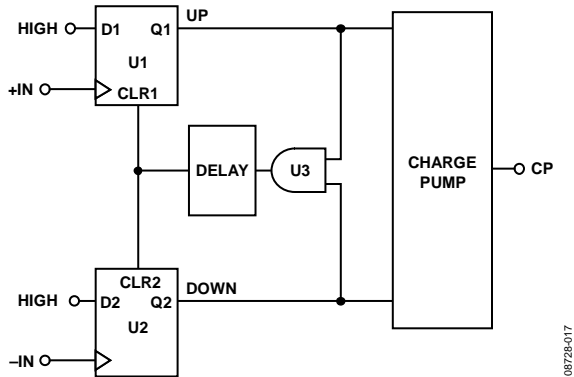 UP
HIGH
D1
Q1
U1
+IN
CLR1
DELAY
U3
CHARGE
PUMP
CP
CLR2
DOWN
HIGH
D2
Q2
U2
–IN
08728-017